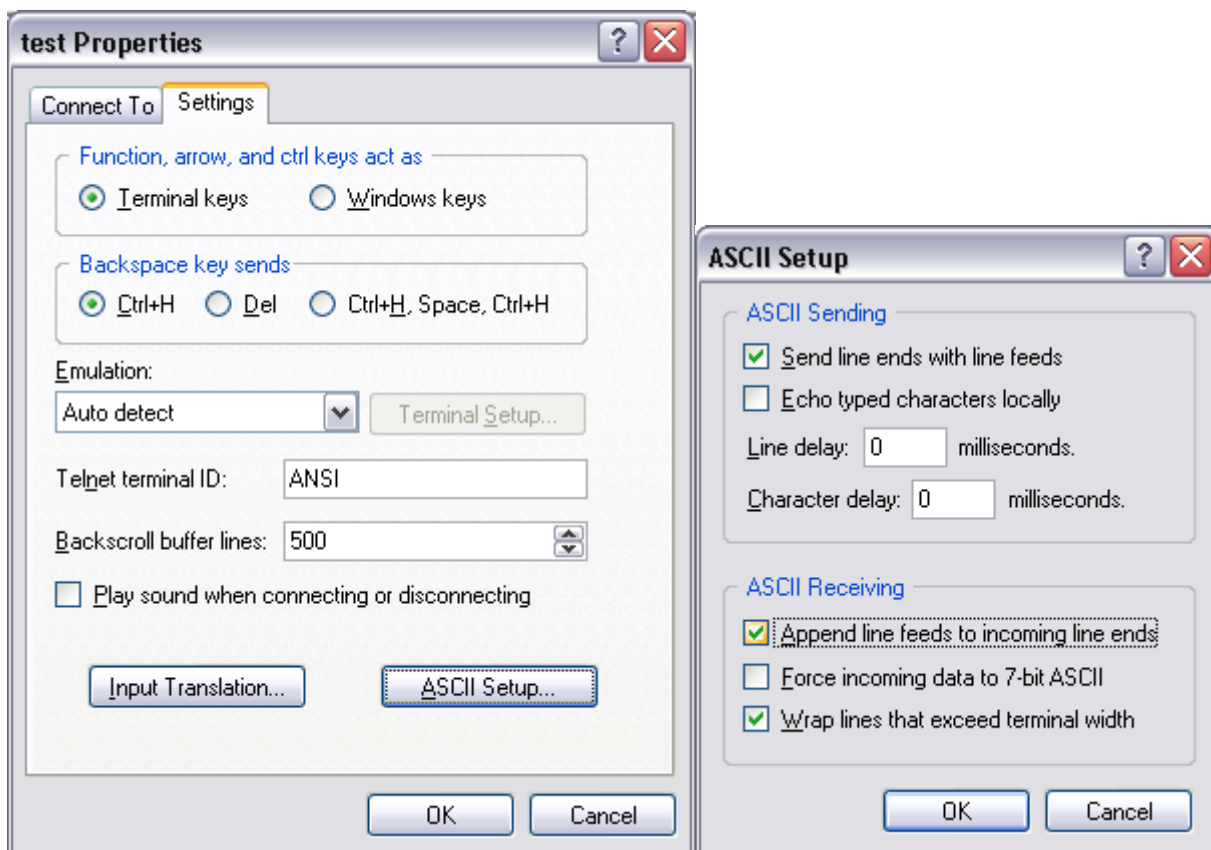 test Properties
Connect To Settings
Function, arrow, and ctrl keys act as
Terminal keys Windows keys
Backspace key sends
Ctrl+H Del Ctrl+H, Space, Ctrl+H
Emulation:
Auto detect Terminal Setup...
Telnet terminal ID: ANSI
Backscroll buffer lines: 500
Play sound when connecting or disconnecting
Input Translation... ASCII Setup...
OK Cancel
ASCII Setup
ASCII Sending
Send line ends with line feeds
Echo typed characters locally
Line delay: 0 milliseconds.
Character delay: 0 milliseconds.
ASCII Receiving
Append line feeds to incoming line ends
Force incoming data to 7-bit ASCII
Wrap lines that exceed terminal width
OK Cancel